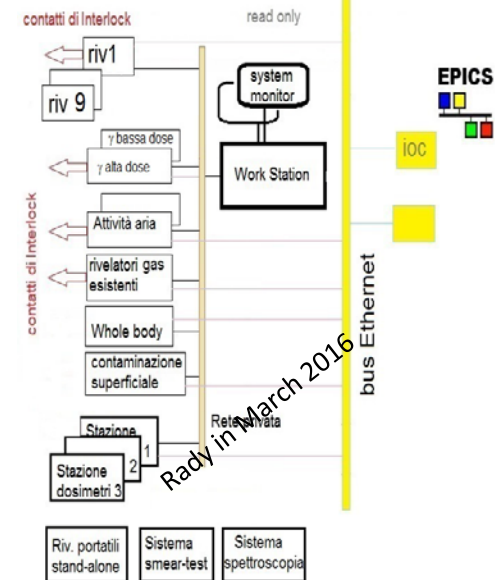 contatti di Interlock
read only
riv1
riv 9
system
monitor
EPICS
γ bassa dose
γ alta dose
Work Station
ioc
Attività aria
contatti di Interlock
rivelatori gas
esistenti
bus Ethernet
Whole body
contaminazione
superficiale
Rady in March 2016
Rete privata
Stazione
1
2
Stazione
dosimetri 3
Riv. portatili
stand-alone
Sistema
smear-test
Sistema
spettroscopia